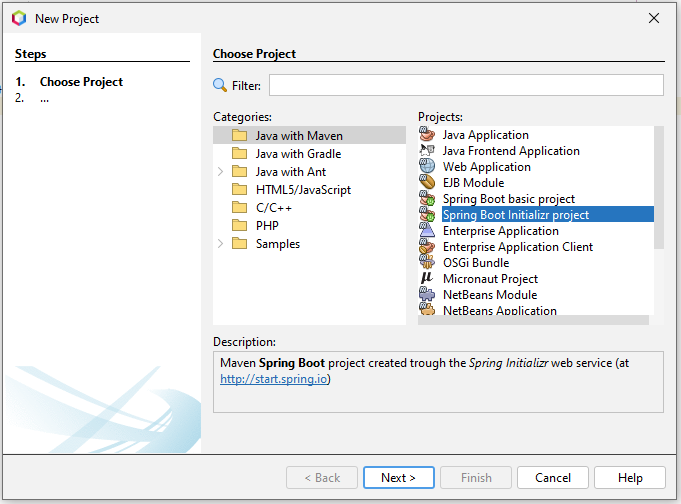 New Project
Steps
1. Choose Project
2. ...
Choose Project
Filter:
Categories:
Java with Maven
Java with Gradle
Java with Ant
HTML5/JavaScript
C/C++
PHP
Samples
Projects:
Java Application
Java Frontend Application
Web Application
EJB Module
Spring Boot basic project
Spring Boot Initializr project
Enterprise Application
Enterprise Application Client
OSGi Bundle
Micronaut Project
NetBeans Module
NetBeans Application
Description:
Maven Spring Boot project created trough the Spring Initializr web service (at
http://start.spring.io)
< Back
Next >
Finish
Cancel
Help